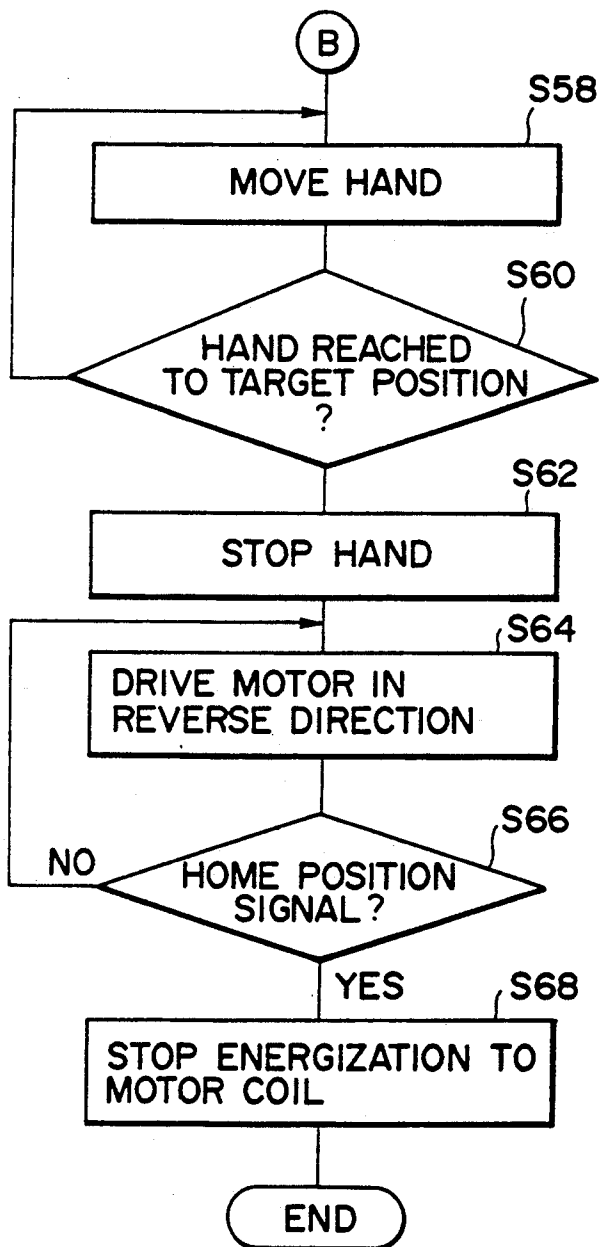 B
S58
MOVE HAND
S60
HAND REACHED
TO TARGET POSITION
?
S62
STOP HAND
S64
DRIVE MOTOR IN
REVERSE DIRECTION
S66
NO
HOME POSITION
SIGNAL?
YES
S68
STOP ENERGIZATION TO
MOTOR COIL
END